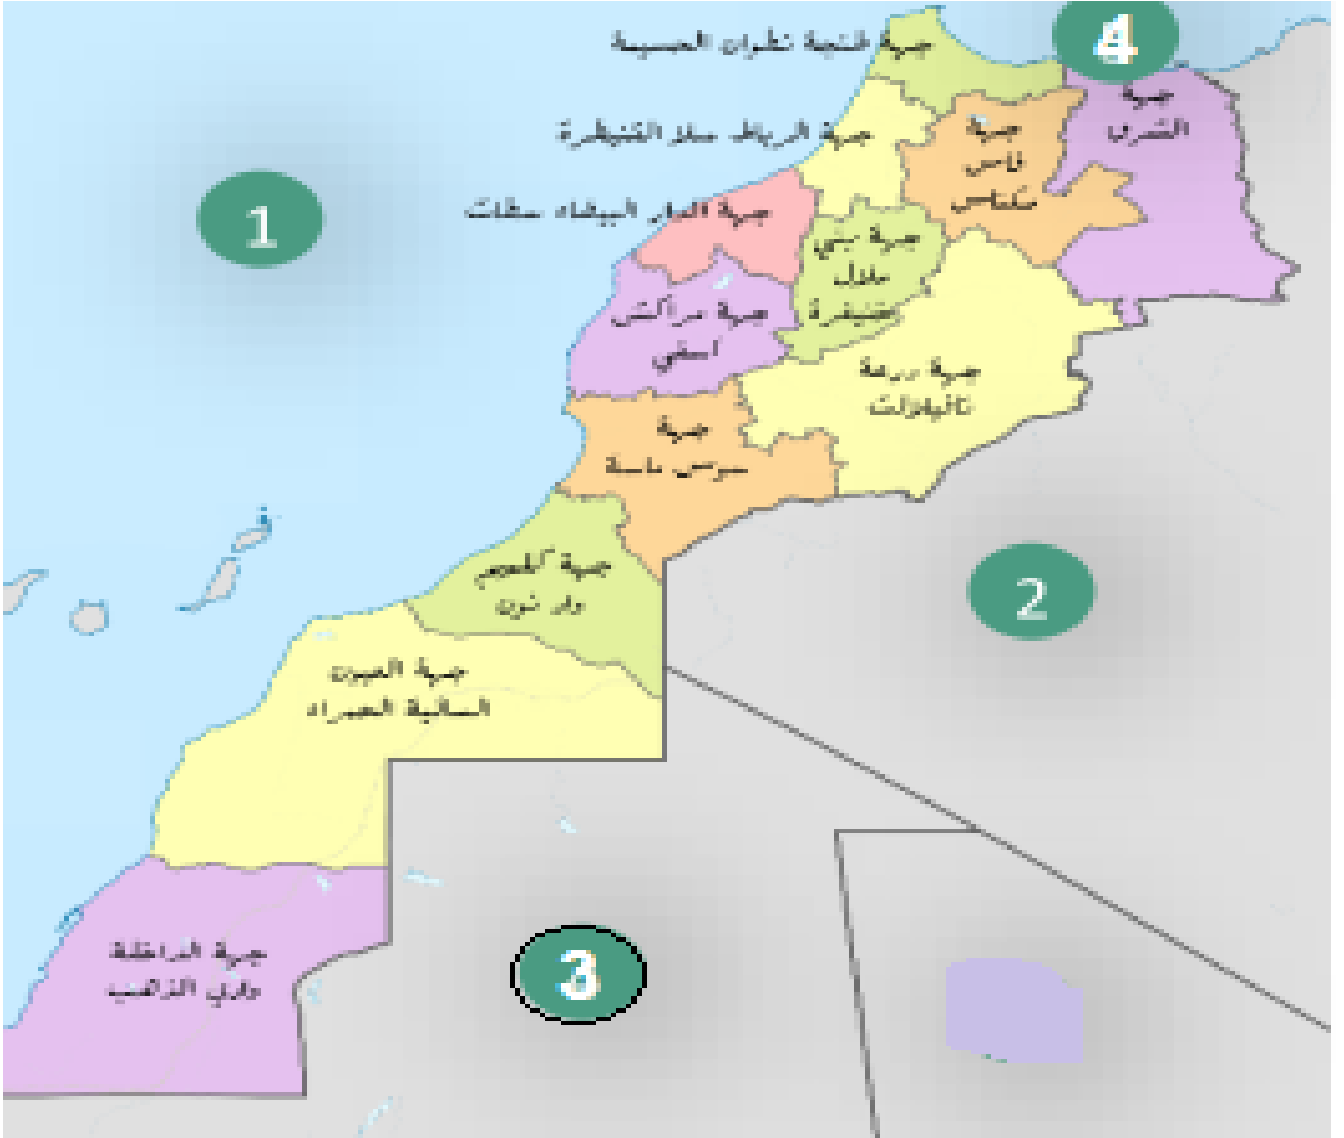 4
جهة طنجة تطوان الحسيمة
جهة
الشرق
جهة الرباط سلا القنيطرة
جهة
فاس
مكناس
1
جهة الدار البيضاء سطات
جهة بني
ملال
خنيفرة
جهة مراكش
اسفي
جهة درعة
تافيلالت
جهة
سوس ماسة
جهة كلميم
واد نون
2
جهة العيون
الساقية الحمراء
جهة الداخلة
وادي الذهب
3